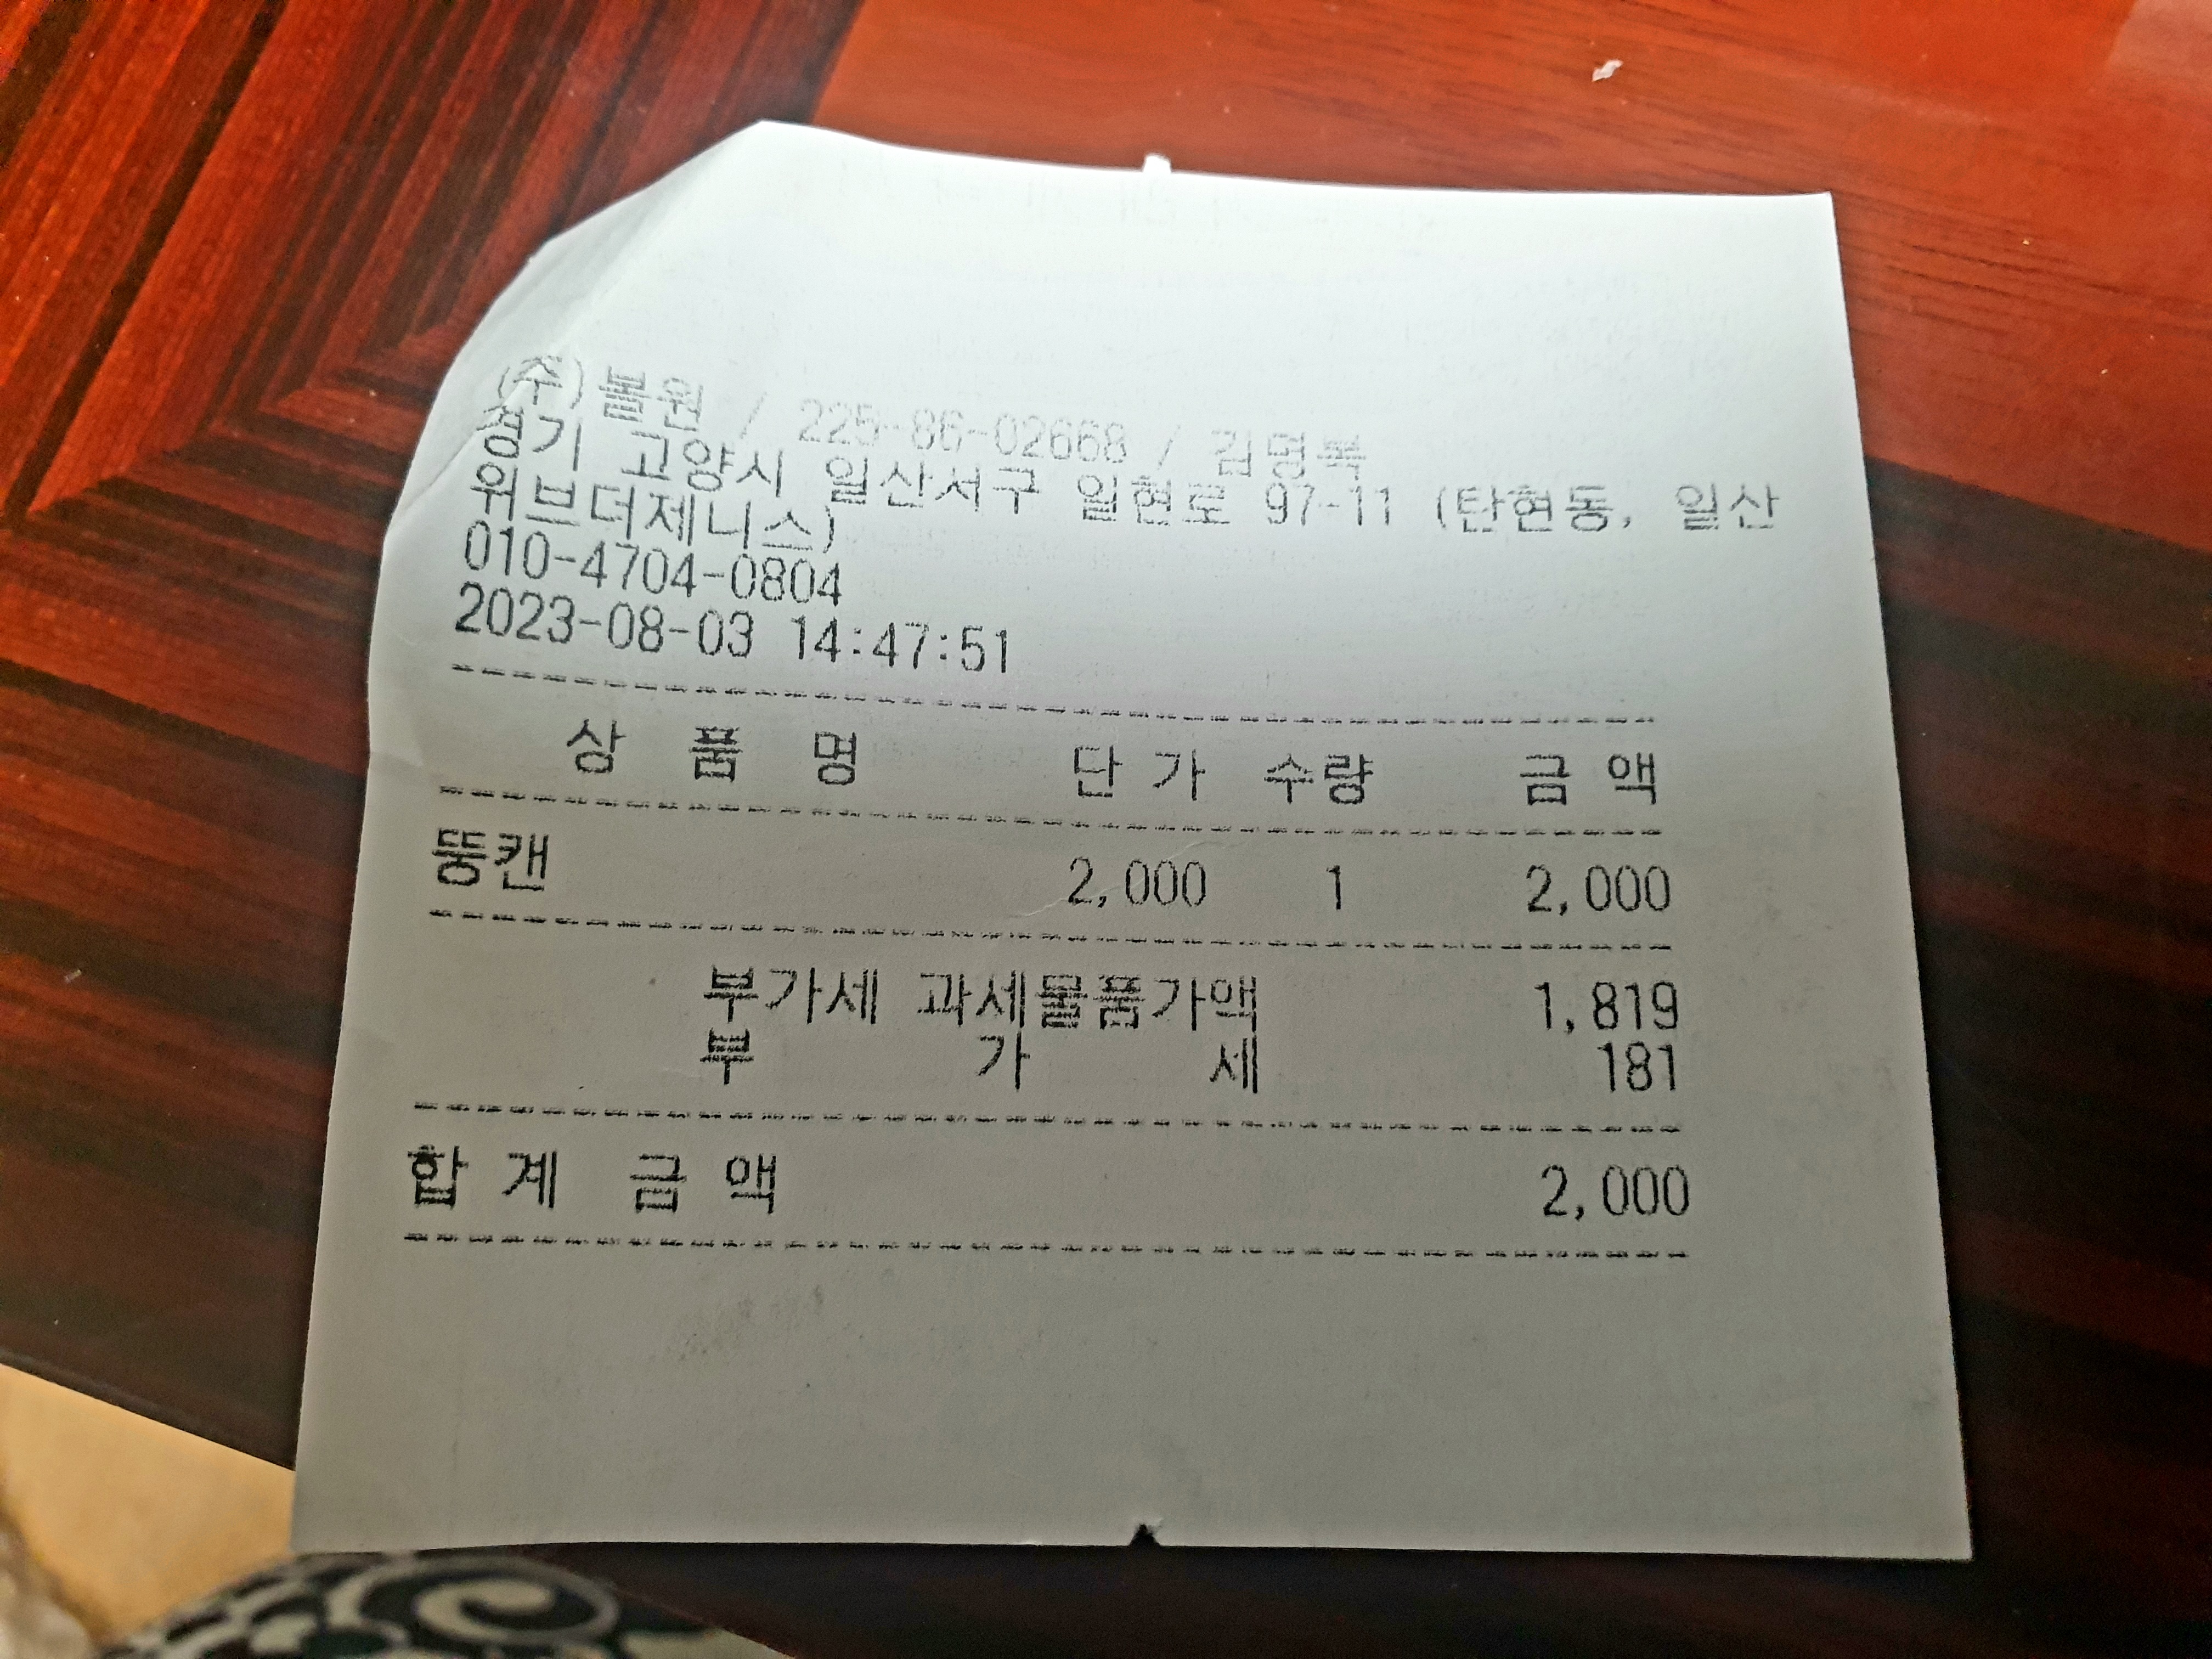 (주)볼원 / 225-86-02668 / 김명복
경기 고양시 일산서구 일현로 97-11 (탄현동, 일산
위브더제니스)
010-4704-0804
2023-08-03 14:47:51
상 품 명 단 가 수량 금 액
뚱캔 2,000 1 2,000
부가세 과세물품가액 1,819
부 가 세 181
합 계 금 액 2,000